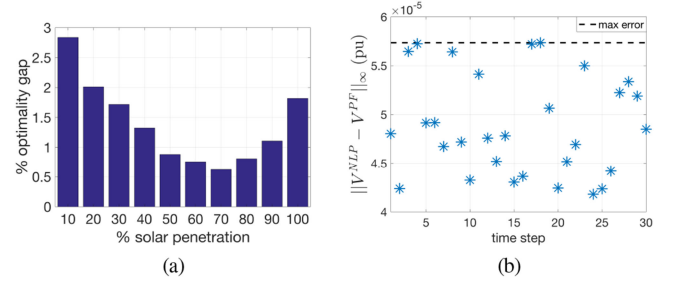 3
2.5
2
1.5
1
0.5
0
% optimality gap
10 20 30 40 50 60 70 80 90 100
% solar penetration
(a)
×10^-5
6
5.5
5
4.5
4
||V^{NLP} − V^{PF}||_∞ (pu)
max error
5 10 15 20 25 30
time step
(b)